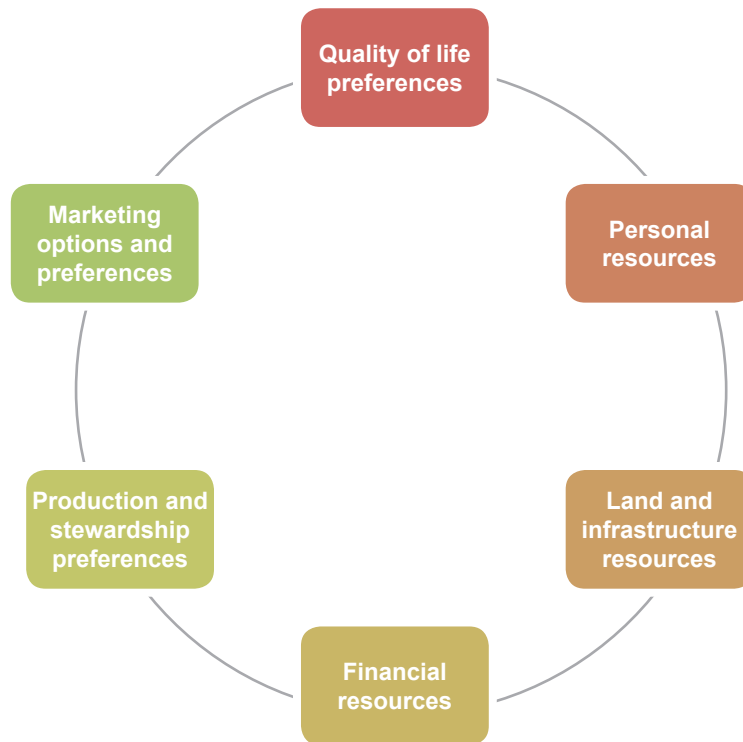 Quality of life
preferences
Personal
resources
Land and
infrastructure
resources
Financial
resources
Production and
stewardship
preferences
Marketing
options and
preferences